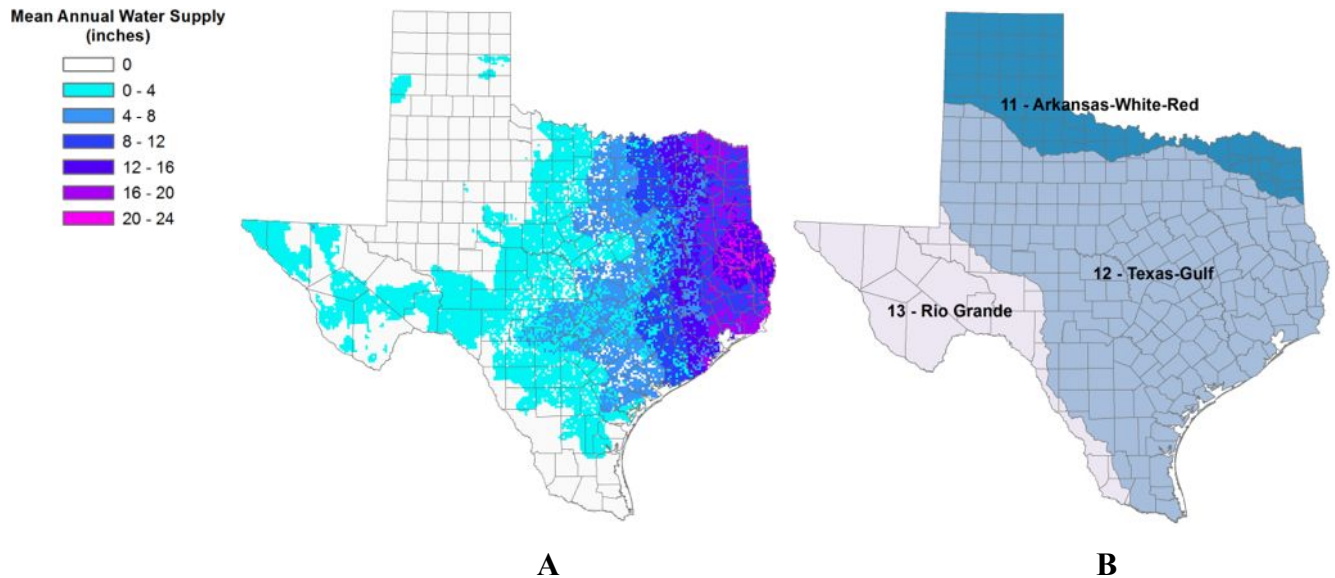 Mean Annual Water Supply
(inches)
0
0 - 4
4 - 8
8 - 12
12 - 16
16 - 20
20 - 24
11 - Arkansas-White-Red
12 - Texas-Gulf
13 - Rio Grande
A
B